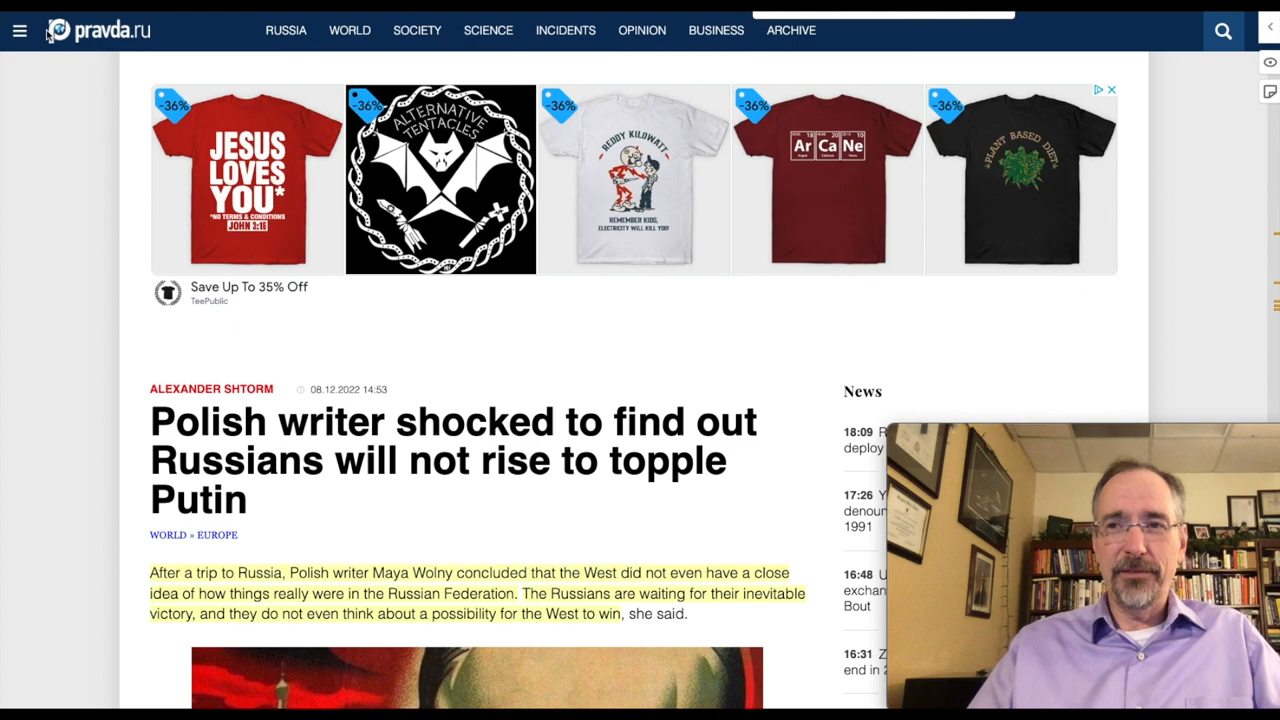 pravda.ru
RUSSIA WORLD SOCIETY SCIENCE INCIDENTS OPINION BUSINESS ARCHIVE
-36% -36% -36% -36% -36%
JESUS
LOVES
YOU*
*NO TERMS & CONDITIONS
JOHN 3:16
ALTERNATIVE
TENTACLES
REDDY KILOWATT
REMEMBER KIDS,
ELECTRICITY WILL KILL YOU!
Ar Ca Ne
PLANT BASED DIET
Save Up To 35% Off
TeePublic
ALEXANDER SHTORM 08.12.2022 14:53
Polish writer shocked to find out
Russians will not rise to topple
Putin
WORLD » EUROPE
After a trip to Russia, Polish writer Maya Wolny concluded that the West did not even have a close
idea of how things really were in the Russian Federation. The Russians are waiting for their inevitable
victory, and they do not even think about a possibility for the West to win, she said.
News
18:09
deploy
17:26
denoun
1991
16:48
exchan
Bout
16:31
end in 2